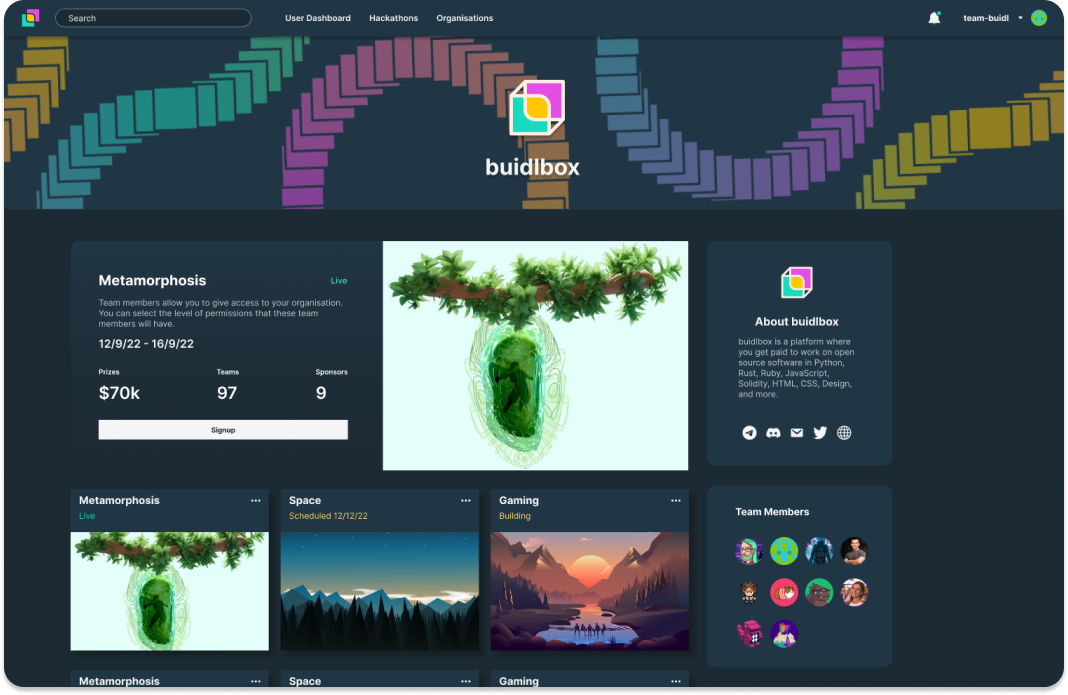 Search
User Dashboard
Hackathons
Organisations
team-buidl
buidlbox
Metamorphosis
Live
Team members allow you to give access to your organisation.
You can select the level of permissions that these team
members will have.
12/9/22 - 16/9/22
Prizes
Teams
Sponsors
$70k
97
9
Signup
About buidlbox
buidlbox is a platform where
you get paid to work on open
source software in Python,
Rust, Ruby, JavaScript,
Solidity, HTML, CSS, Design,
and more.
Metamorphosis
Live
Space
Scheduled 12/12/22
Gaming
Building
Team Members
Metamorphosis
Space
Gaming